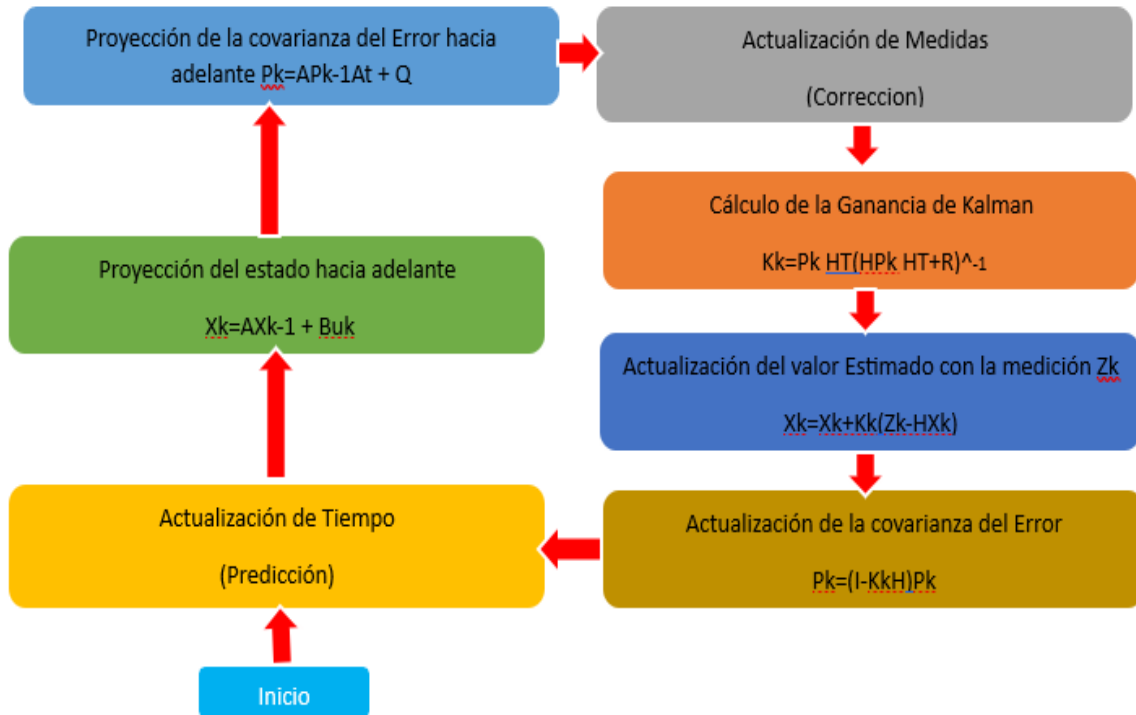 Proyección de la covarianza del Error hacia
adelante Pk=APk-1At + Q
Actualización de Medidas
(Correccion)
Cálculo de la Ganancia de Kalman
Kk=Pk HT(HPk HT+R)^-1
Proyección del estado hacia adelante
Xk=AXk-1 + Buk
Actualización del valor Estimado con la medición Zk
Xk=Xk+Kk(Zk-HXk)
Actualización de Tiempo
(Predicción)
Actualización de la covarianza del Error
Pk=(I-KkH)Pk
Inicio